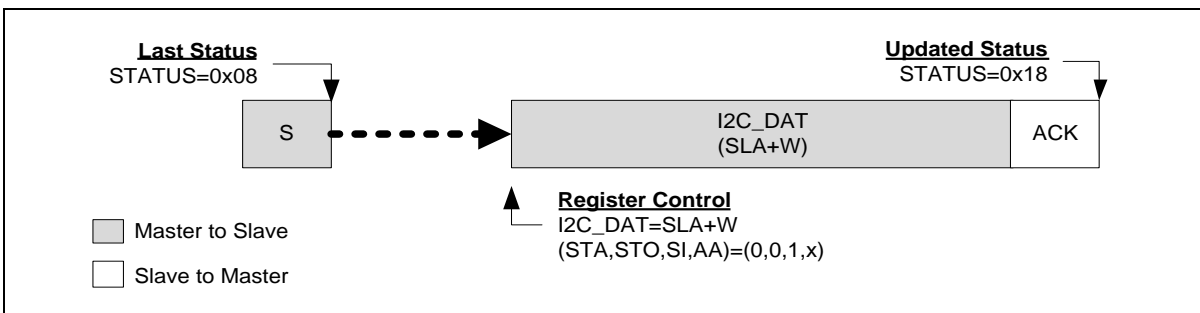 Last Status
STATUS=0x08
Updated Status
STATUS=0x18
S
I2C_DAT
(SLA+W)
ACK
Register Control
I2C_DAT=SLA+W
(STA,STO,SI,AA)=(0,0,1,x)
Master to Slave
Slave to Master